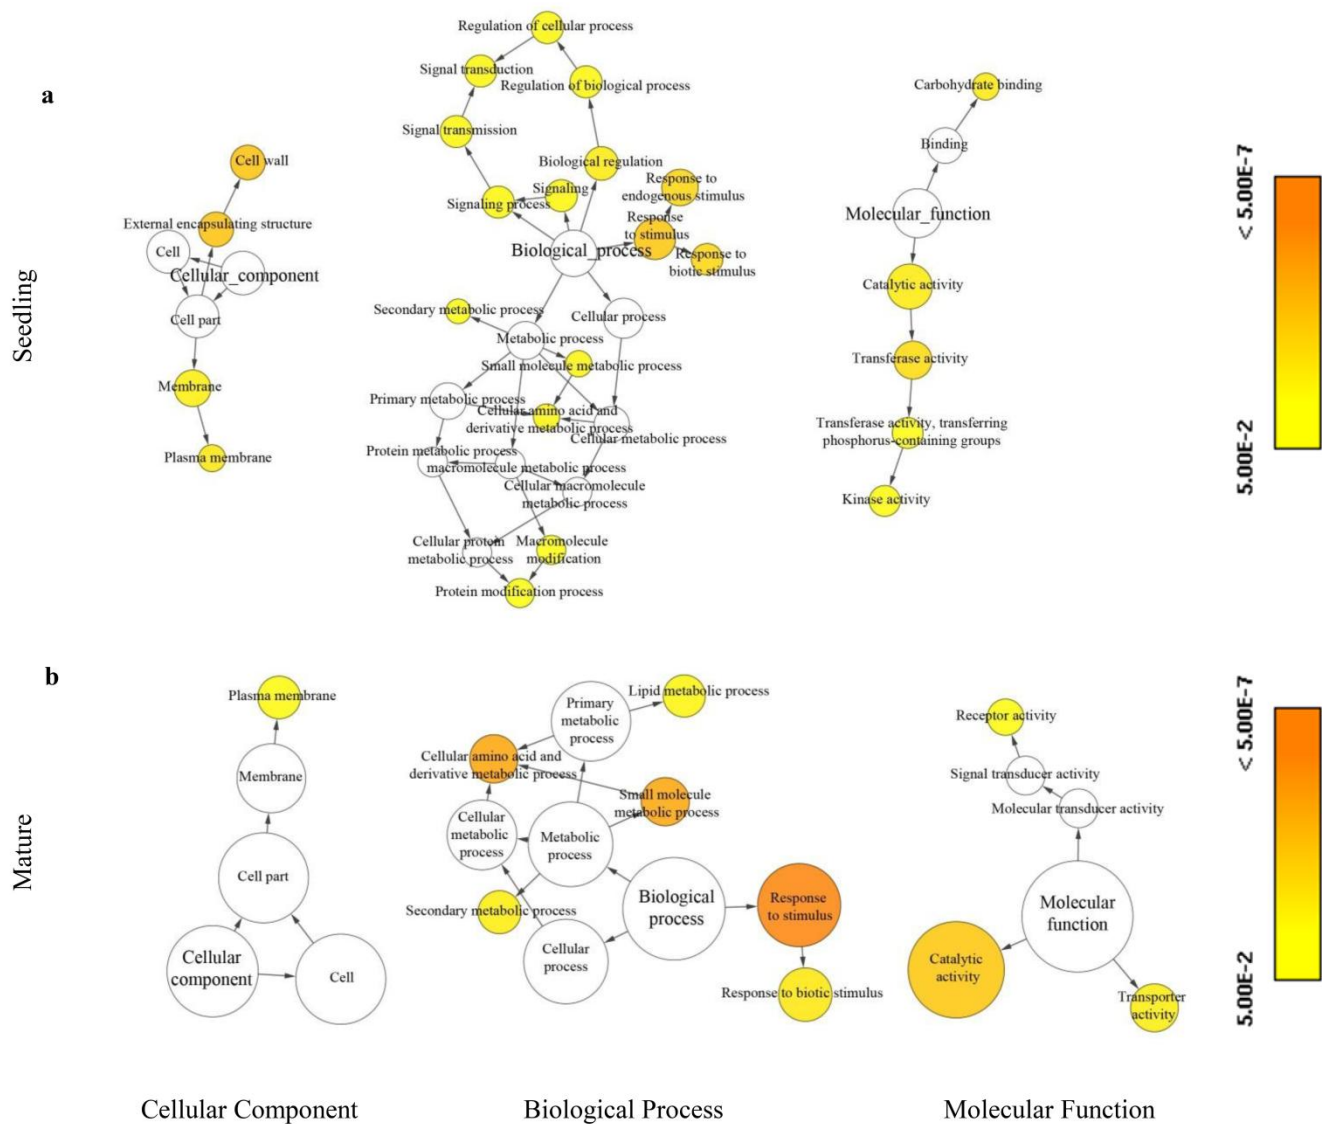 a
Seedling
Cell wall
External encapsulating structure
Cell
Cellular_component
Cell part
Membrane
Plasma membrane
Regulation of cellular process
Signal transduction
Regulation of biological process
Signal transmission
Biological regulation
Signaling
Signaling process
Response to
endogenous stimulus
Response
to stimulus
Biological_process
Response to
biotic stimulus
Secondary metabolic process
Cellular process
Metabolic process
Small molecule metabolic process
Primary metabolic process
Cellular amino acid and
derivative metabolic process
Cellular metabolic process
Protein metabolic process
macromolecule metabolic process
Cellular macromolecule
metabolic process
Cellular protein
metabolic process
Macromolecule
modification
Protein modification process
Carbohydrate binding
Binding
Molecular_function
Catalytic activity
Transferase activity
Transferase activity, transferring
phosphorus-containing groups
Kinase activity
< 5.00E-7
5.00E-2
b
Mature
Plasma membrane
Membrane
Cell part
Cellular
component
Cell
Primary
metabolic
process
Lipid metabolic process
Cellular amino acid and
derivative metabolic process
Small molecule
metabolic process
Cellular
metabolic
process
Metabolic
process
Secondary metabolic process
Biological
process
Response
to stimulus
Cellular
process
Response to biotic stimulus
Receptor activity
Signal transducer activity
Molecular transducer activity
Molecular
function
Catalytic
activity
Transporter
activity
< 5.00E-7
5.00E-2
Cellular Component
Biological Process
Molecular Function